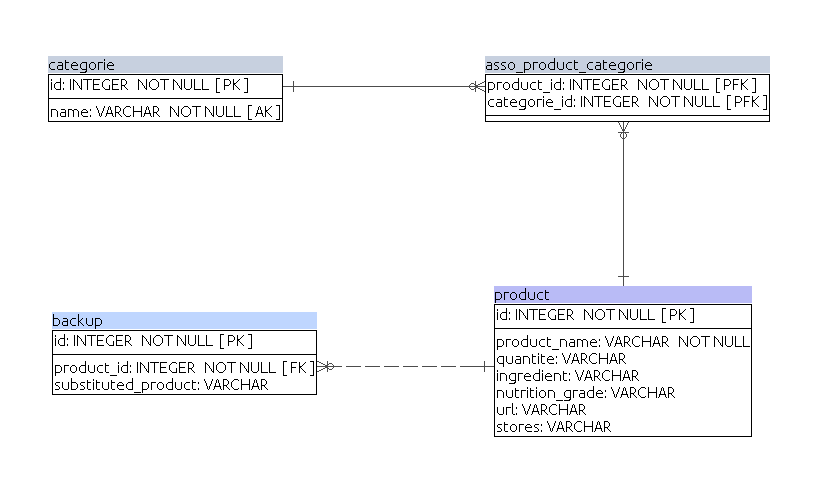 categorie
id: INTEGER NOT NULL [ PK ]
name: VARCHAR NOT NULL [ AK ]
asso_product_categorie
product_id: INTEGER NOT NULL [ PFK ]
categorie_id: INTEGER NOT NULL [ PFK ]
backup
id: INTEGER NOT NULL [ PK ]
product_id: INTEGER NOT NULL [ FK ]
substituted_product: VARCHAR
product
id: INTEGER NOT NULL [ PK ]
product_name: VARCHAR NOT NULL
quantite: VARCHAR
ingredient: VARCHAR
nutrition_grade: VARCHAR
url: VARCHAR
stores: VARCHAR